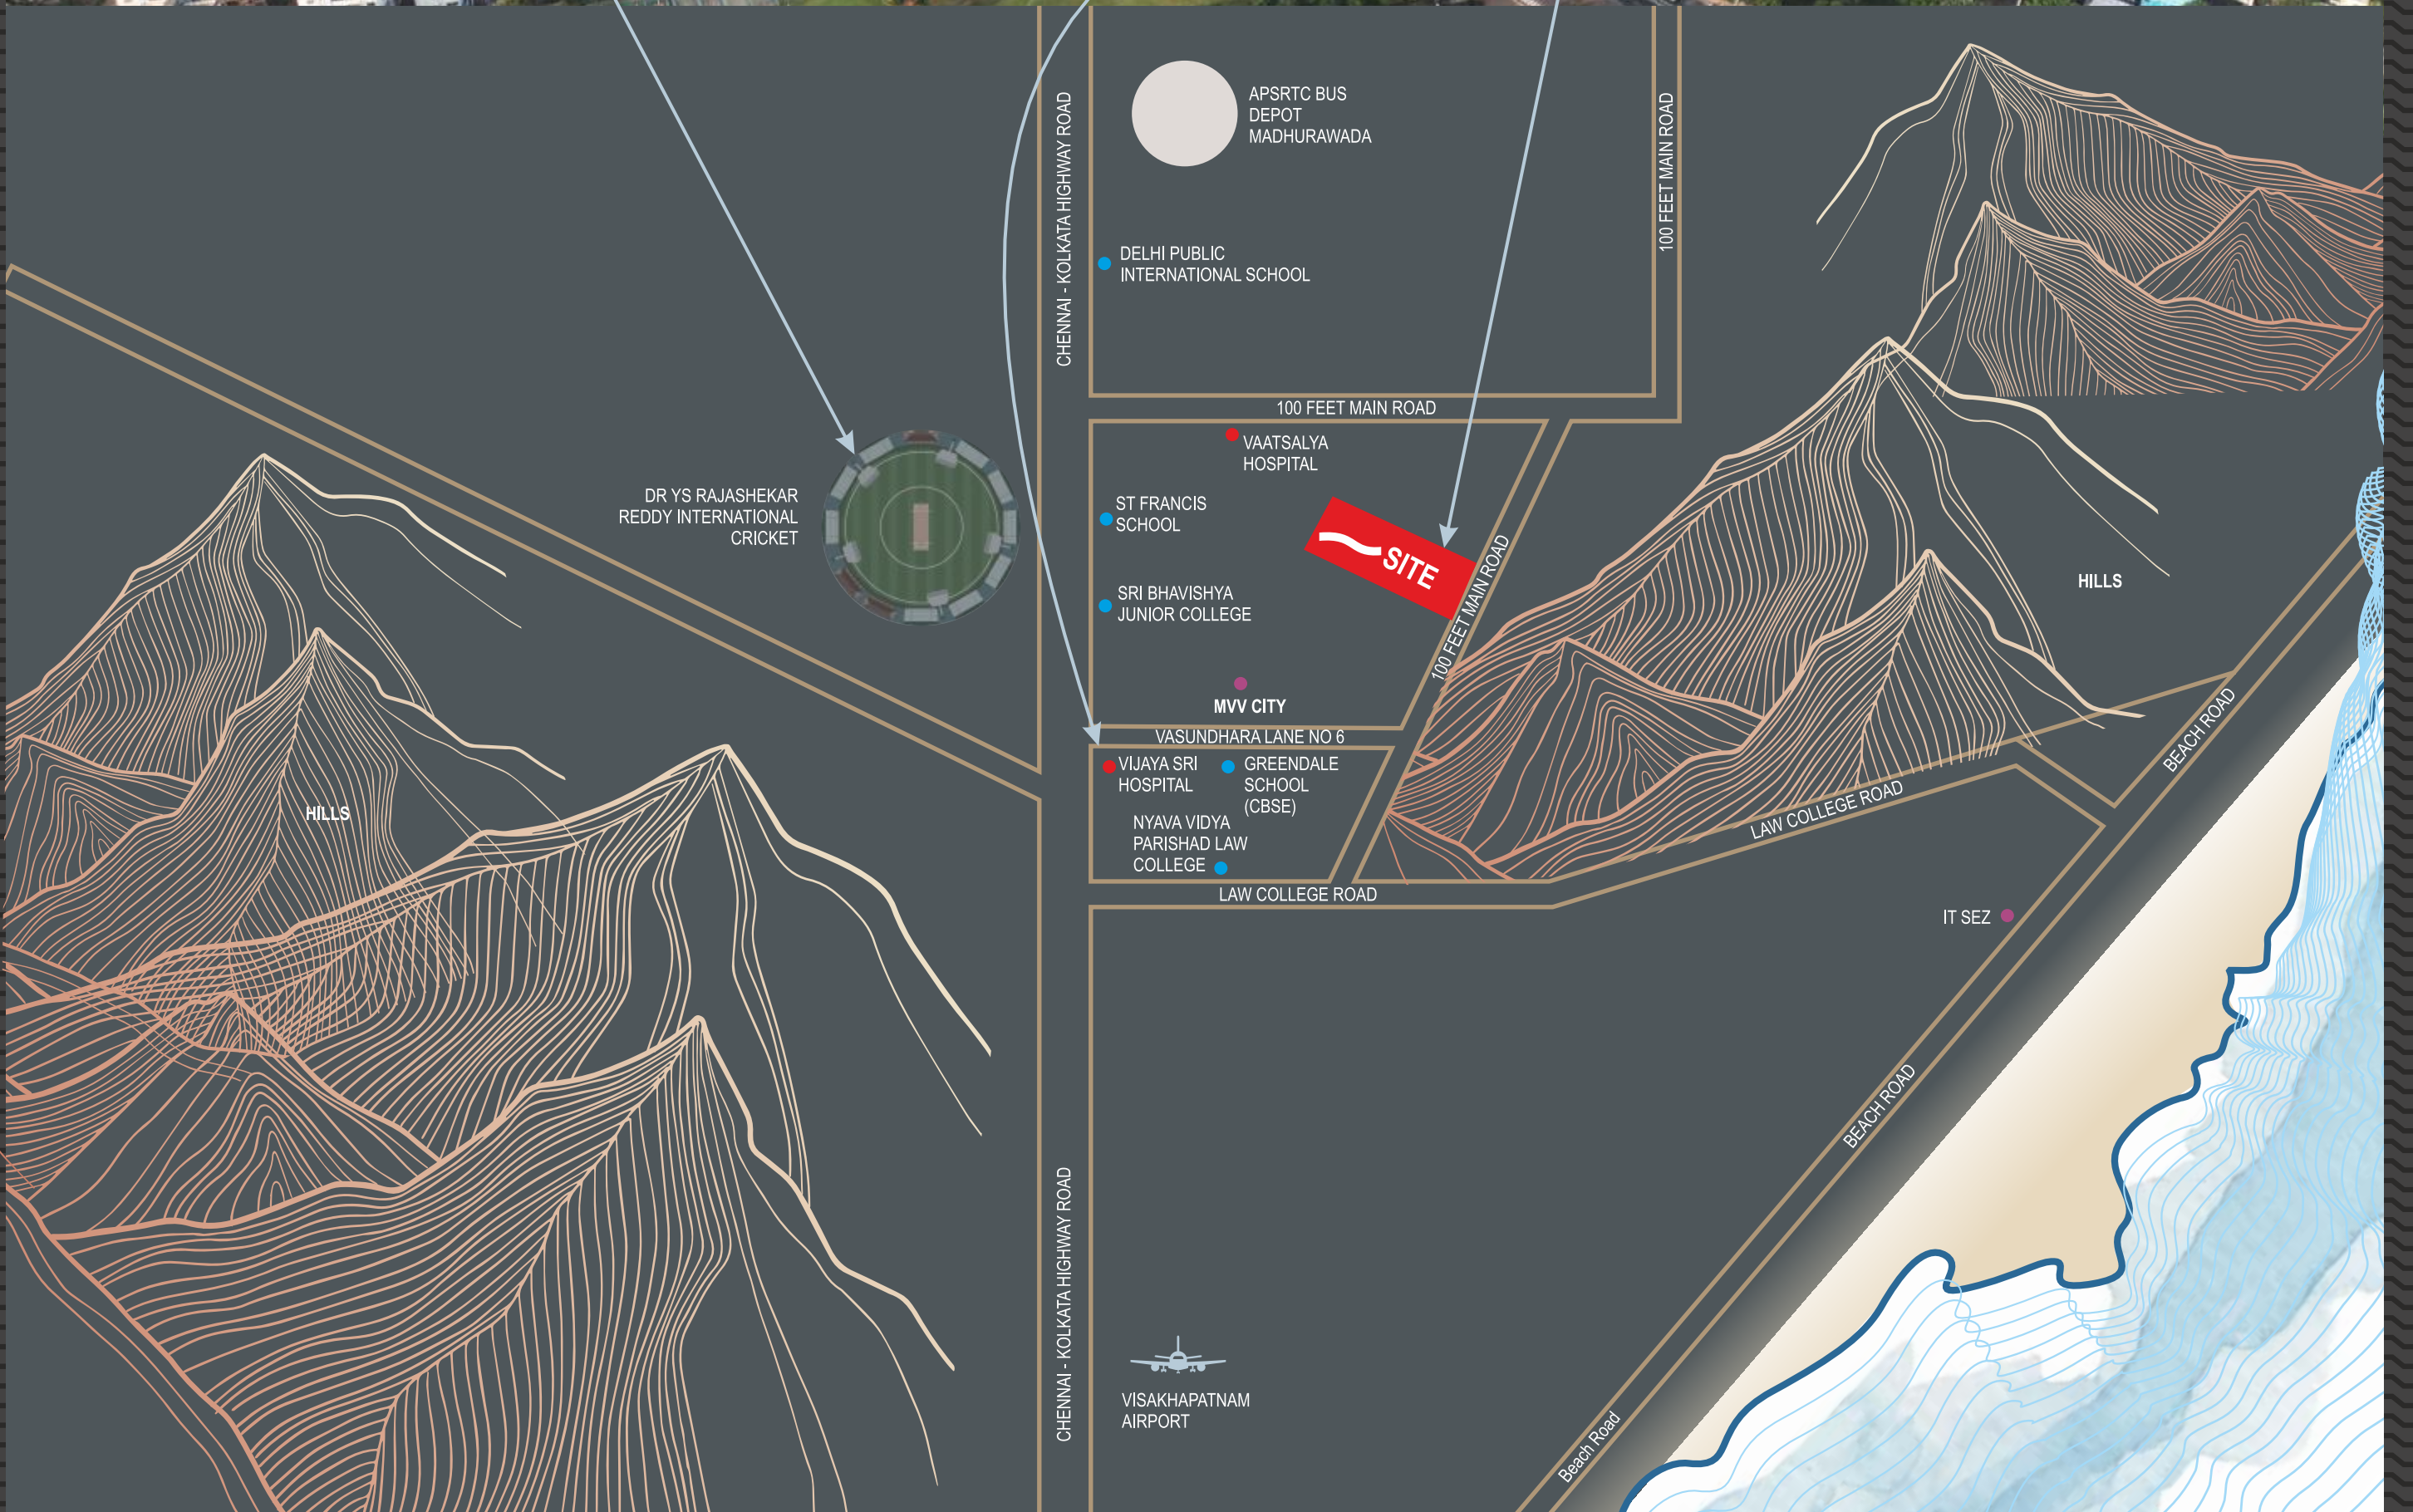 APSRTC BUS
DEPOT
MADHURAWADA
CHENNAI - KOLKATA HIGHWAY ROAD
100 FEET MAIN ROAD
DELHI PUBLIC
INTERNATIONAL SCHOOL
100 FEET MAIN ROAD
VAATSALYA
HOSPITAL
DR YS RAJASHEKAR
REDDY INTERNATIONAL
CRICKET
ST FRANCIS
SCHOOL
SITE
100 FEET MAIN ROAD
HILLS
SRI BHAVISHYA
JUNIOR COLLEGE
MVV CITY
VASUNDHARA LANE NO 6
BEACH ROAD
VIJAYA SRI
HOSPITAL
GREENDALE
SCHOOL
(CBSE)
HILLS
NYAVA VIDYA
PARISHAD LAW
COLLEGE
LAW COLLEGE ROAD
LAW COLLEGE ROAD
IT SEZ
BEACH ROAD
CHENNAI - KOLKATA HIGHWAY ROAD
VISAKHAPATNAM
AIRPORT
Beach Road